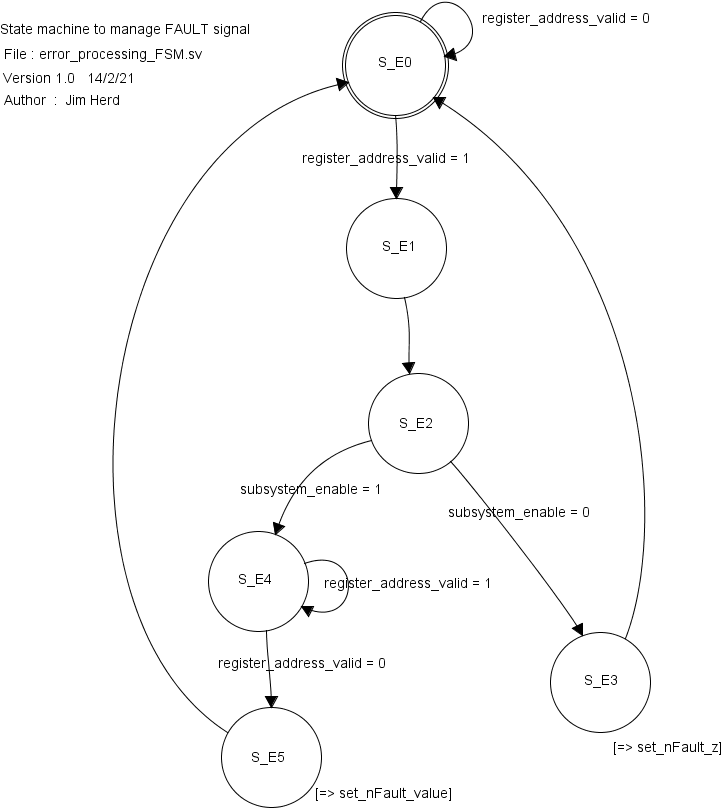 State machine to manage FAULT signal
File : error_processing_FSM.sv
Version 1.0 14/2/21
Author : Jim Herd
register_address_valid = 0
S_E0
register_address_valid = 1
S_E1
S_E2
subsystem_enable = 1
subsystem_enable = 0
S_E4
register_address_valid = 1
register_address_valid = 0
S_E3
[=> set_nFault_z]
S_E5
[=> set_nFault_value]